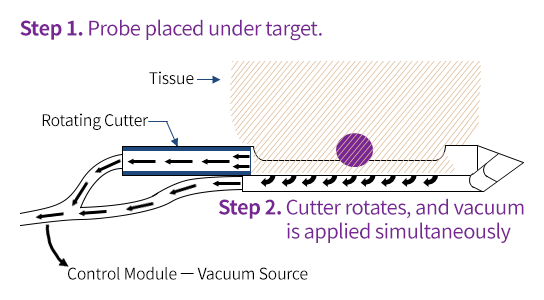 Step 1. Probe placed under target.
Tissue
Rotating Cutter
Step 2. Cutter rotates, and vacuum
is applied simultaneously
Control Module — Vacuum Source